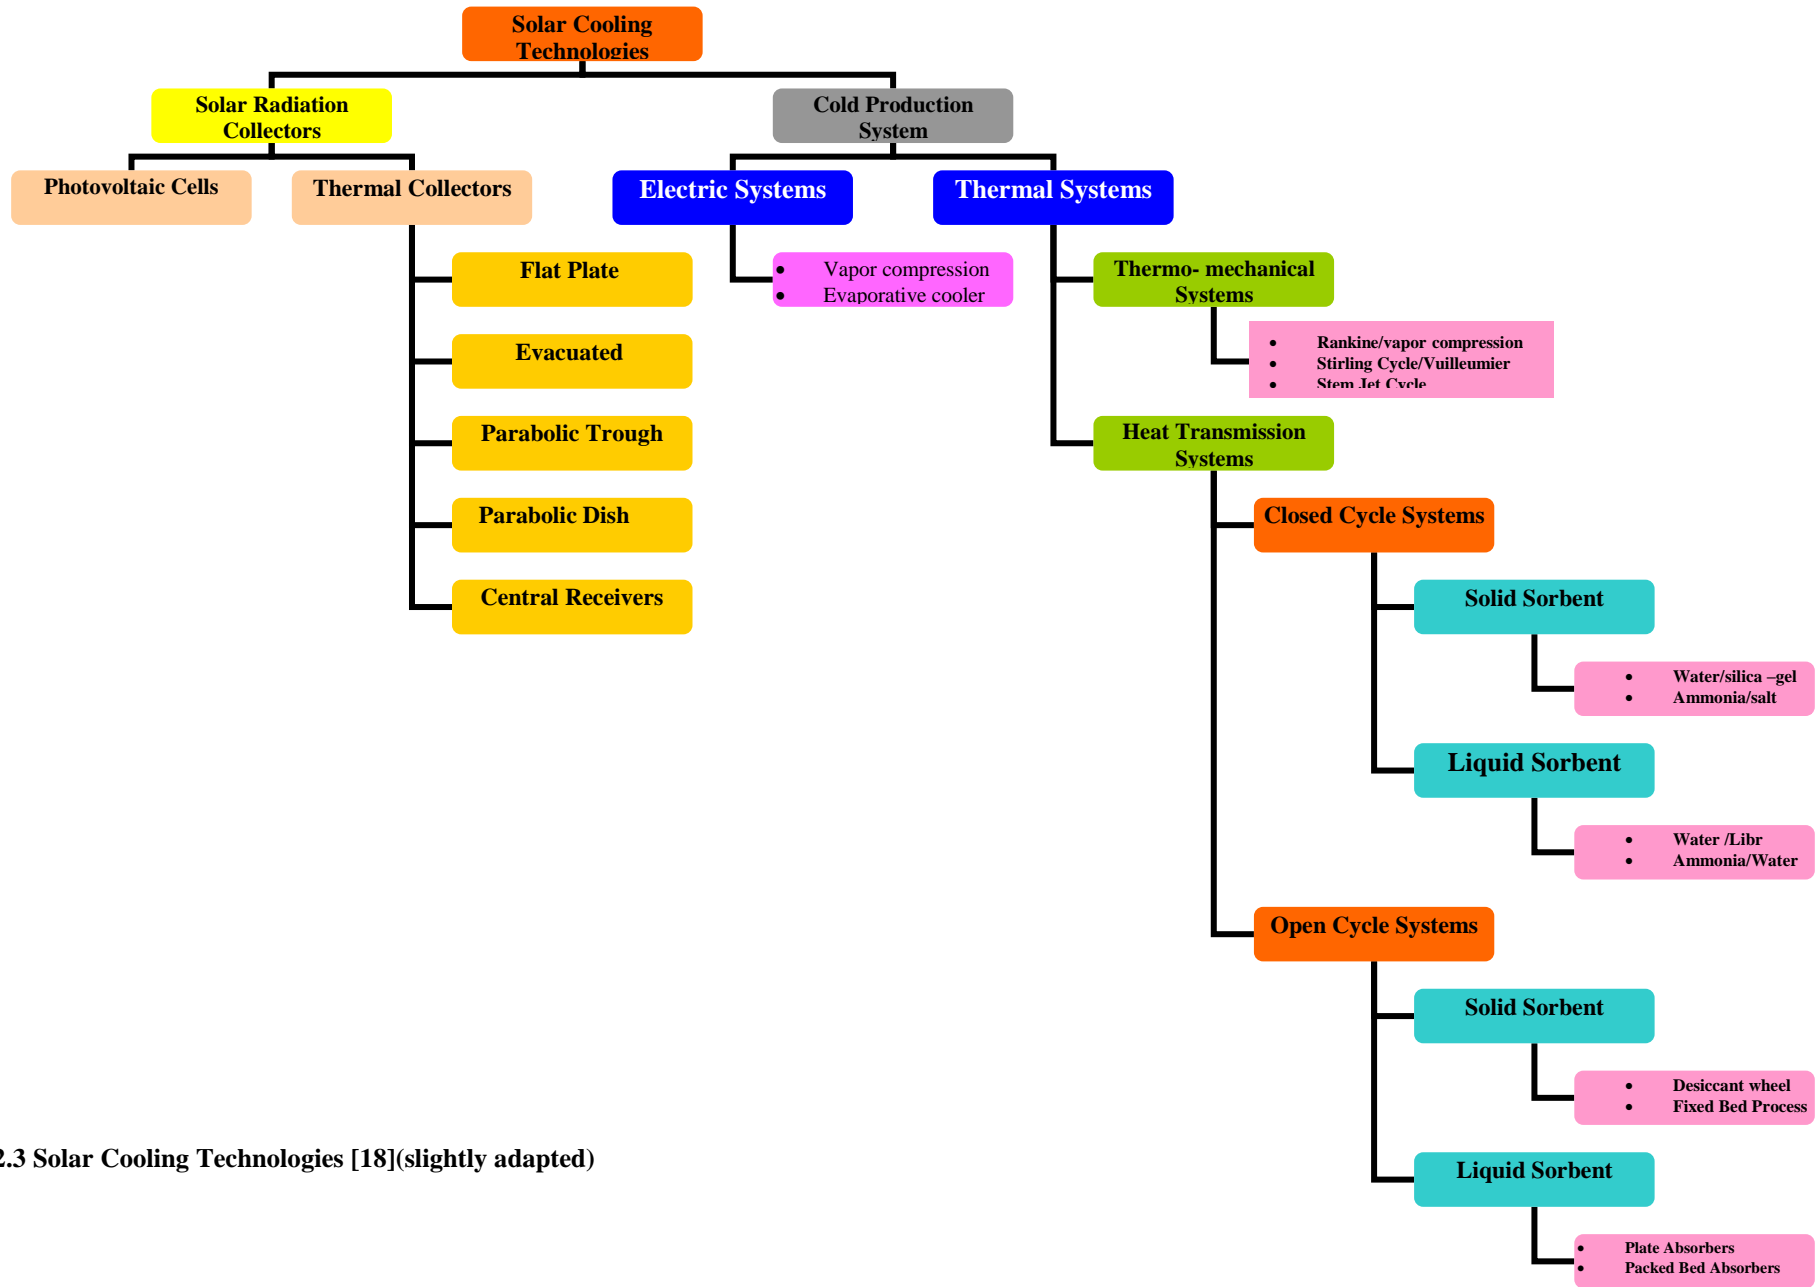 Solar Cooling
Technologies
Solar Radiation
Collectors
Cold Production
System
Photovoltaic Cells
Thermal Collectors
Electric Systems
Thermal Systems
Flat Plate
• Vapor compression
• Evaporative cooler
Thermo- mechanical
Systems
Evacuated
• Rankine/vapor compression
• Stirling Cycle/Vuilleumier
• Stem Jet Cycle
Parabolic Trough
Heat Transmission
Systems
Parabolic Dish
Closed Cycle Systems
Central Receivers
Solid Sorbent
• Water/silica –gel
• Ammonia/salt
Liquid Sorbent
• Water /Libr
• Ammonia/Water
Open Cycle Systems
Solid Sorbent
• Desiccant wheel
• Fixed Bed Process
2.3 Solar Cooling Technologies [18](slightly adapted)
Liquid Sorbent
• Plate Absorbers
• Packed Bed Absorbers